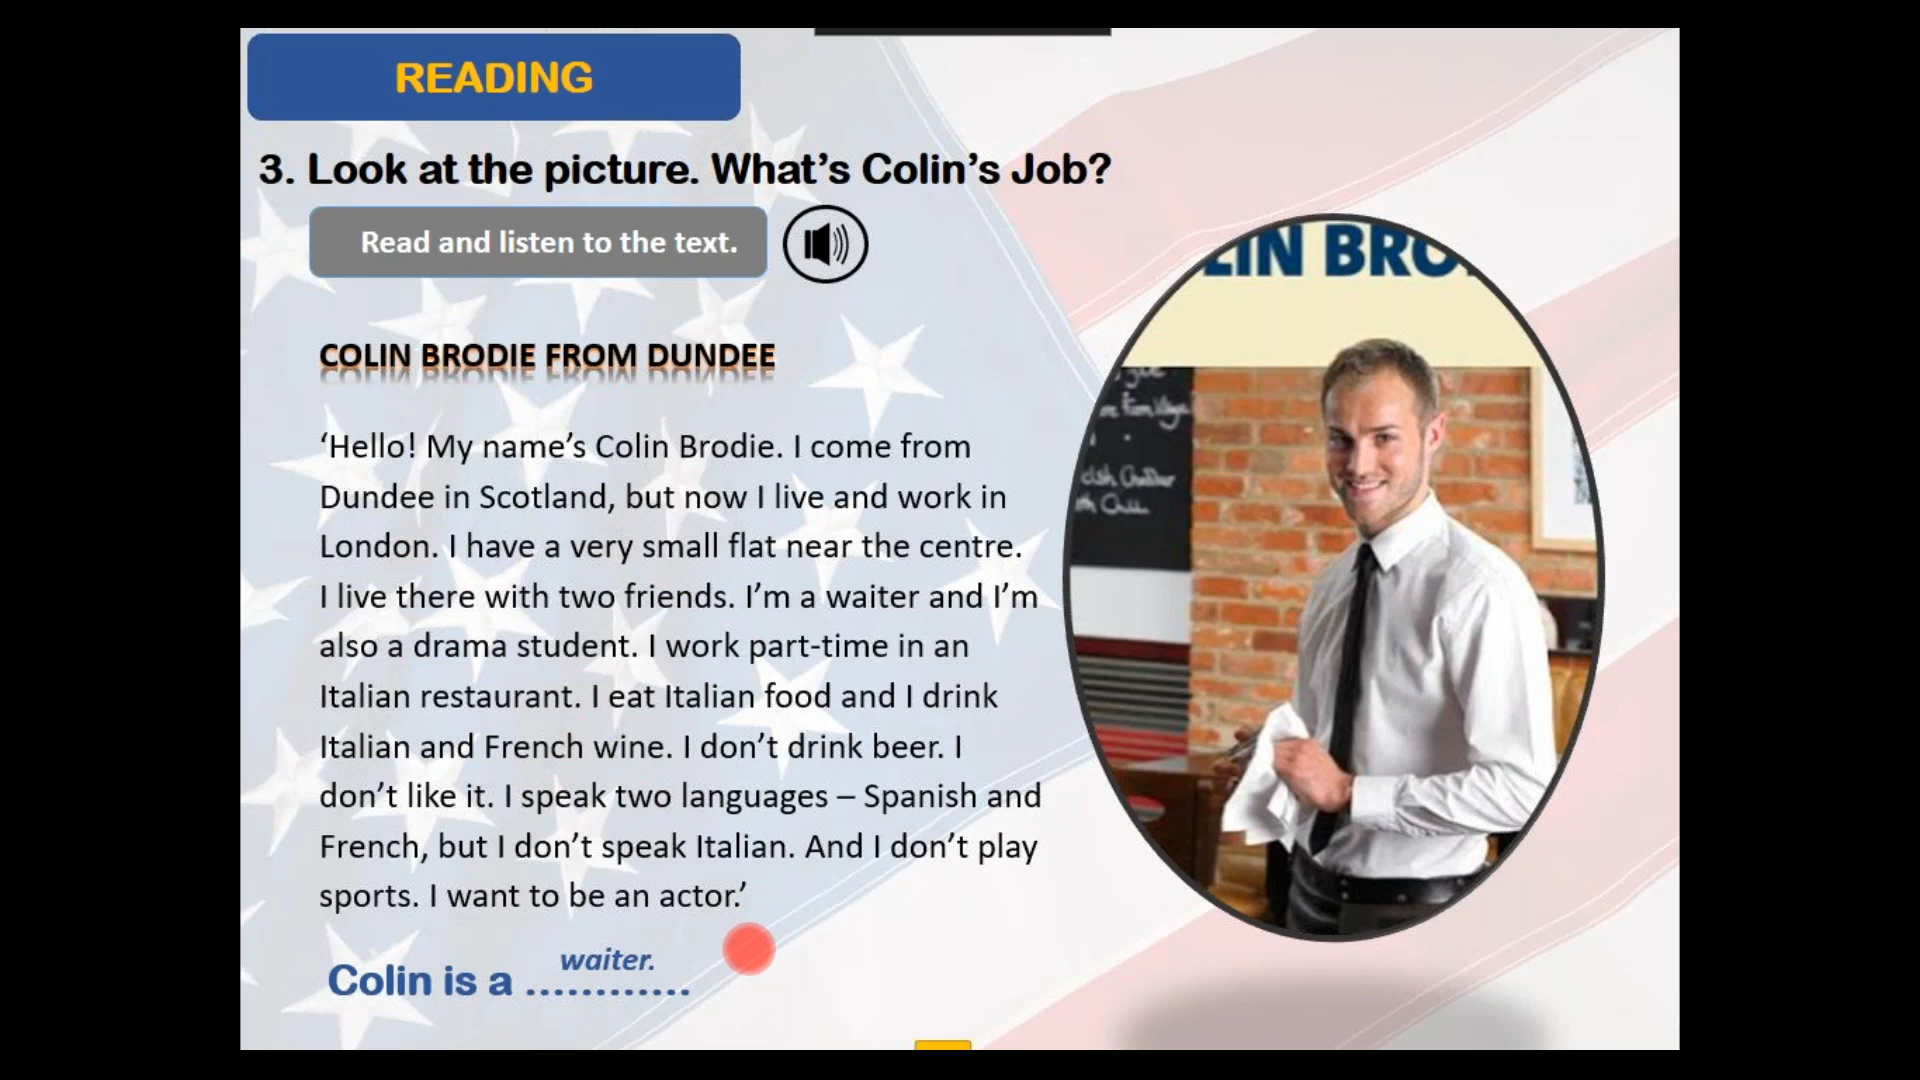 READING
3. Look at the picture. What’s Colin’s Job?
Read and listen to the text.
LIN BRO
COLIN BRODIE FROM DUNDEE
‘Hello! My name’s Colin Brodie. I come from
Dundee in Scotland, but now I live and work in
London. I have a very small flat near the centre.
I live there with two friends. I’m a waiter and I’m
also a drama student. I work part-time in an
Italian restaurant. I eat Italian food and I drink
Italian and French wine. I don’t drink beer. I
don’t like it. I speak two languages – Spanish and
French, but I don’t speak Italian. And I don’t play
sports. I want to be an actor.’
waiter.
Colin is a ............